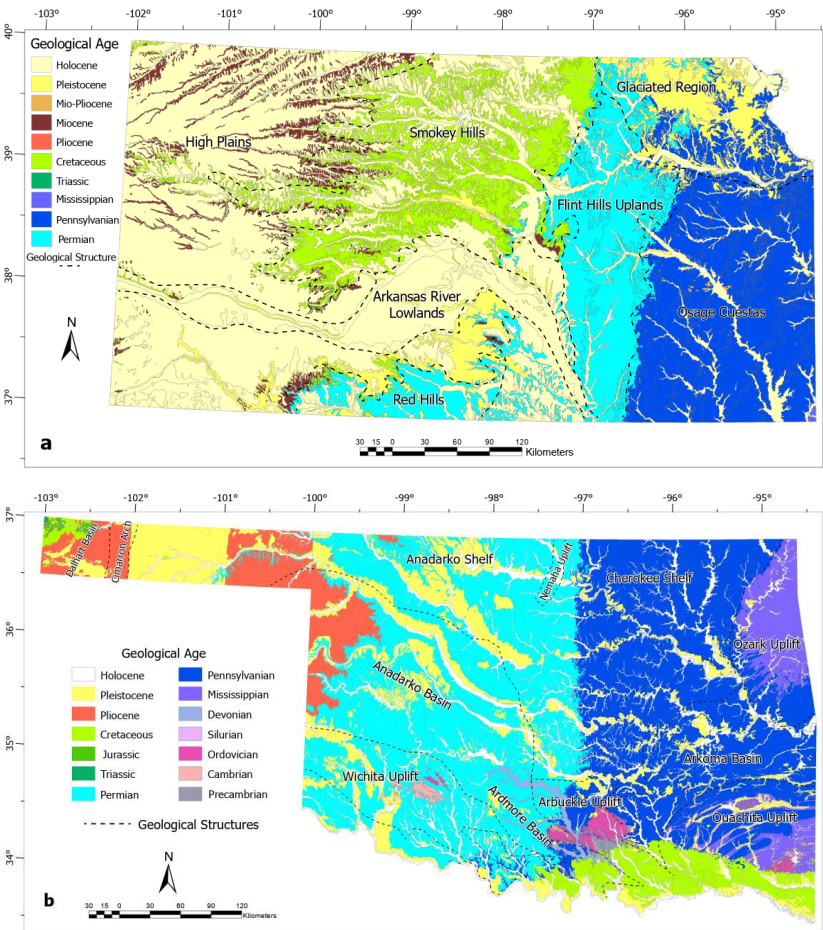 -103 -102 -101 -100 -99 -98 -97 -96 -95
40°
39°
38°
37°
Geological Age
Holocene
Pleistocene
Mio-Pliocene
Miocene
Pliocene
Cretaceous
Triassic
Mississippian
Pennsylvanian
Permian
Geological Structure
N
High Plains
Smokey Hills
Glaciated Region
Flint Hills Uplands
Osage Cuestas
Arkansas River
Lowlands
Red Hills
a
30 15 0 30 60 90 120
Kilometers
-103 -102 -101 -100 -99 -98 -97 -96 -95
37°
36°
35°
34°
Dalhart Basin
Cimarron Arch
Anadarko Shelf
Nemaha Uplift
Cherokee Shelf
Ozark Uplift
Anadarko Basin
Arkoma Basin
Wichita Uplift
Ardmore Basin
Arbuckle Uplift
Ouachita Uplift
Geological Age
Holocene
Pleistocene
Pliocene
Cretaceous
Jurassic
Triassic
Permian
Pennsylvanian
Mississippian
Devonian
Silurian
Ordovician
Cambrian
Precambrian
Geological Structures
N
b
30 15 0 30 60 90 120
Kilometers